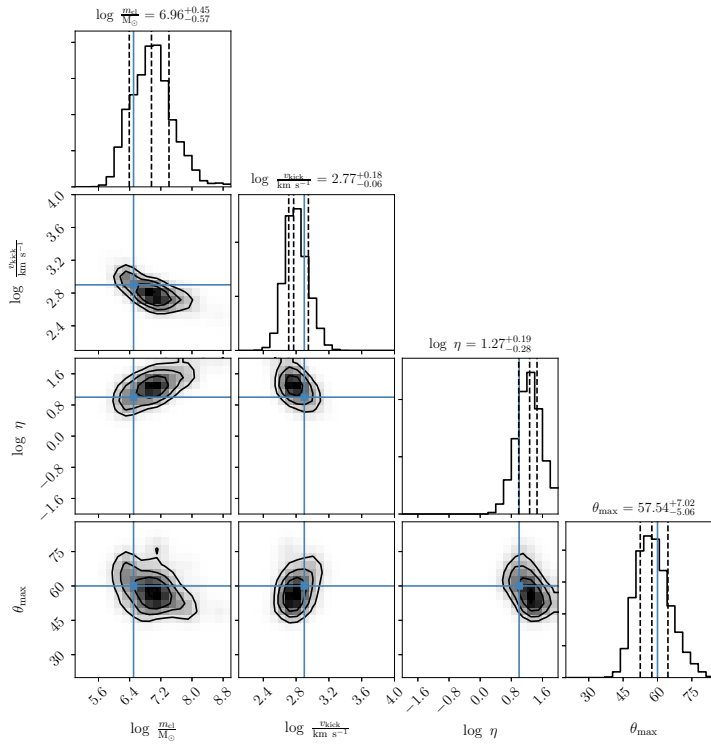 log m_cl/M⊙ = 6.96 +0.45 −0.57
4.0
3.6
3.2
2.8
2.4
log v_kick/km s⁻¹
log v_kick/km s⁻¹ = 2.77 +0.18 −0.06
1.6
0.8
0.0
−0.8
−1.6
log η
log η = 1.27 +0.19 −0.28
75
60
45
30
θ_max
θ_max = 57.54 +7.02 −5.06
5.6 6.4 7.2 8.0 8.8
2.4 2.8 3.2 3.6 4.0
−1.6 −0.8 0.0 0.8 1.6
30 45 60 75
log m_cl/M⊙
log v_kick/km s⁻¹
log η
θ_max